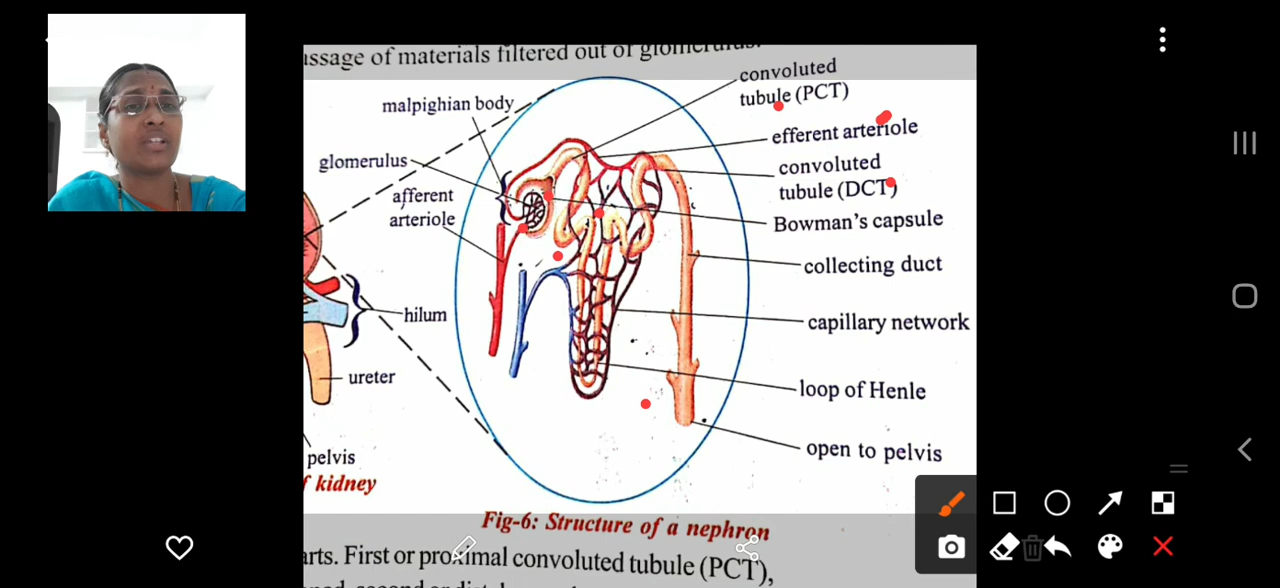 assage of materials filtered out of glomerulus.
convoluted
tubule (PCT)
malpighian body
efferent arteriole
glomerulus
convoluted
tubule (DCT)
afferent
arteriole
Bowman's capsule
collecting duct
hilum
capillary network
ureter
loop of Henle
open to pelvis
pelvis
f kidney
Fig-6: Structure of a nephron
arts. First or proximal convoluted tubule (PCT),